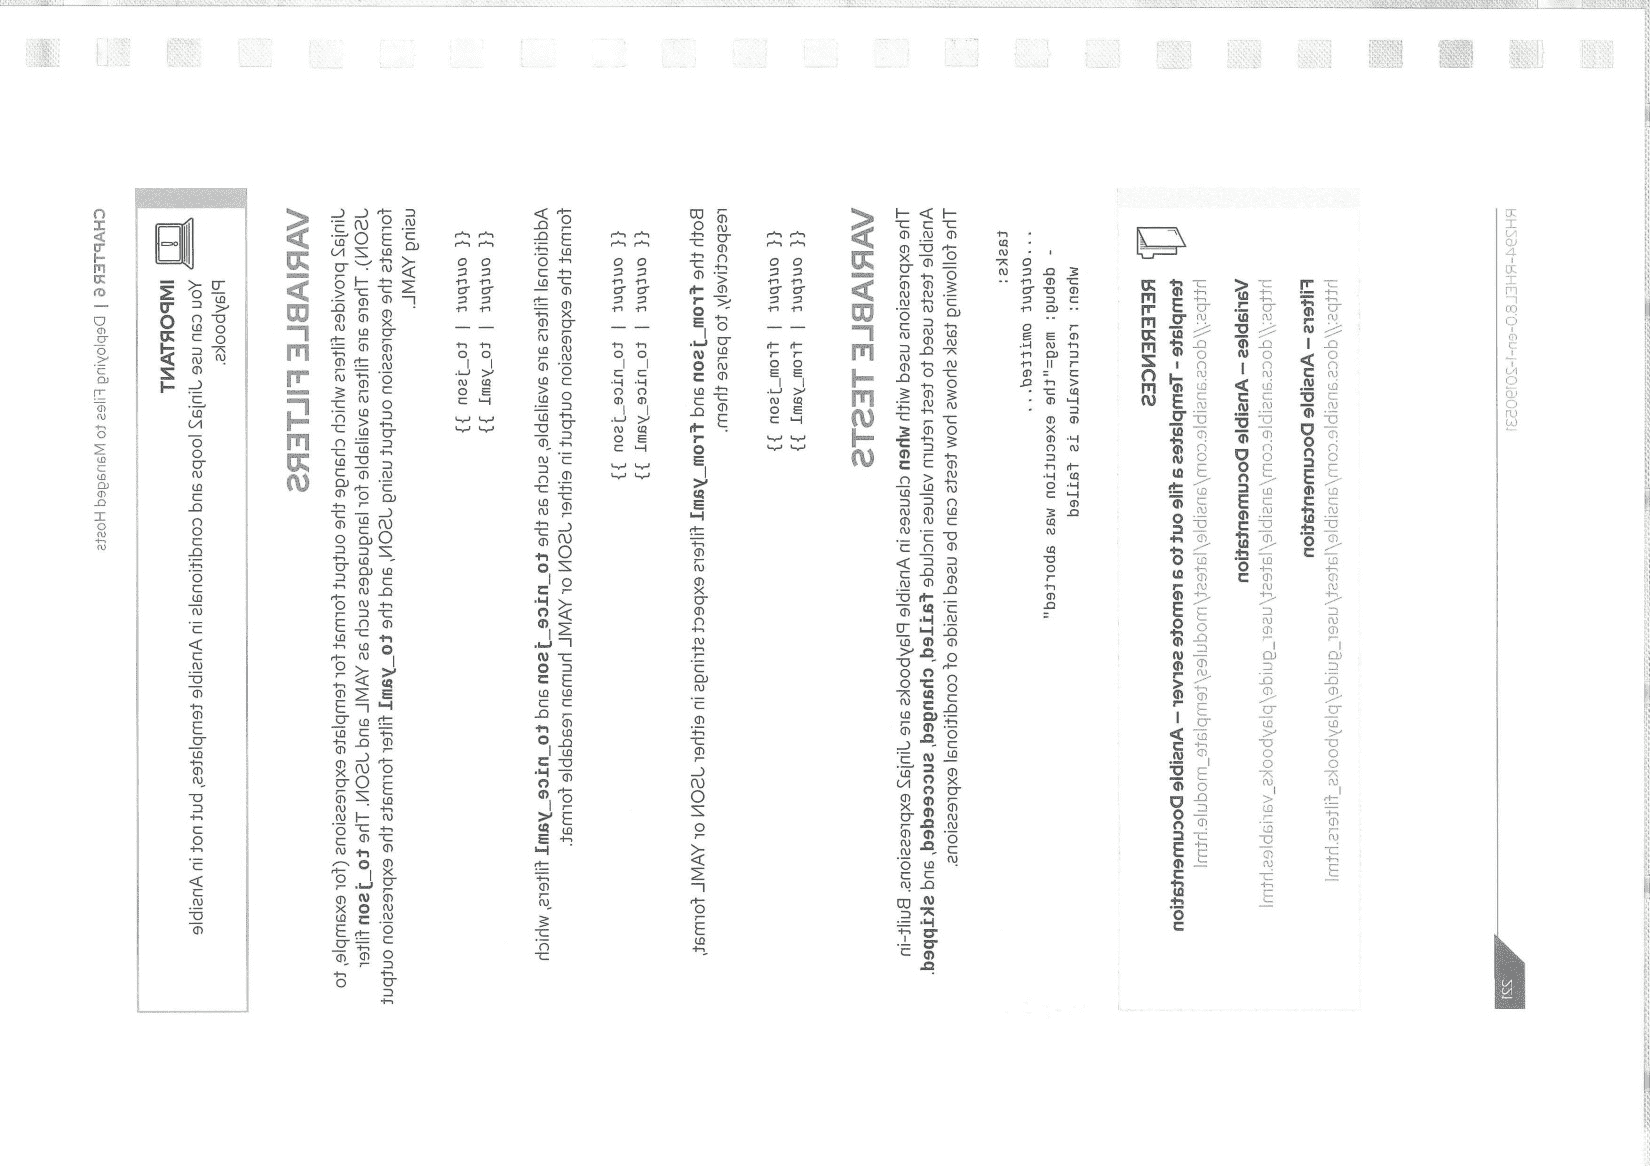 CHAPTER 6 | Deploying Files to Managed Hosts
IMPORTANT
You can use Jinja2 loops and conditionals in Ansible templates, but not in Ansible
Playbooks.
VARIABLE FILTERS
Jinja2 provides filters which change the output format for template expressions (for example, to
JSON). There are filters available for languages such as YAML and JSON. The to_json filter
formats the expression output using JSON, and the to_yaml filter formats the expression output
using YAML.
{{ output | to_json }}
{{ output | to_yaml }}
Additional filters are available, such as the to_nice_json and to_nice_yaml filters, which
format the expression output in either JSON or YAML human readable format.
{{ output | to_nice_json }}
{{ output | to_nice_yaml }}
Both the from_json and from_yaml filters expect strings in either JSON or YAML format,
respectively, to parse them.
{{ output | from_json }}
{{ output | from_yaml }}
VARIABLE TESTS
The expressions used with when clauses in Ansible Playbooks are Jinja2 expressions. Built-in
Ansible tests used to test return values include failed, changed, succeeded, and skipped.
The following task shows how tests can be used inside of conditional expressions.
tasks:
...output omitted...
- debug: msg="the execution was aborted"
when: returnvalue is failed
REFERENCES
template - Templates a file out to a remote server — Ansible Documentation
https://docs.ansible.com/ansible/latest/modules/template_module.html
Variables — Ansible Documentation
https://docs.ansible.com/ansible/latest/user_guide/playbooks_variables.html
Filters — Ansible Documentation
https://docs.ansible.com/ansible/latest/user_guide/playbooks_filters.html
RH294-RHEL8.0-en-1-20190531
221